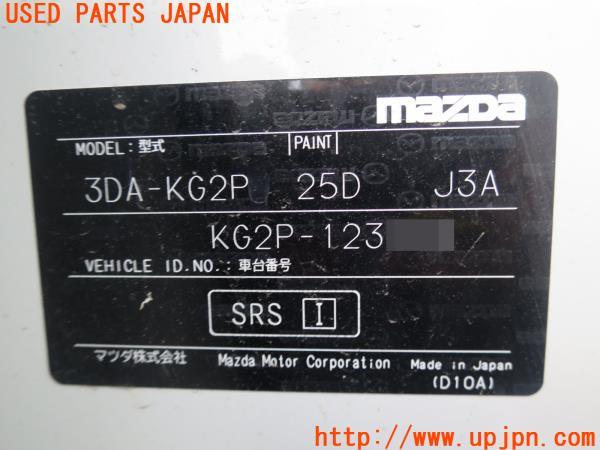 USED PARTS JAPAN
mazda
MODEL: 型式 PAINT
3DA-KG2P 25D J3A
KG2P-123
VEHICLE ID.NO.: 車台番号
SRS I
マツダ株式会社 Mazda Motor Corporation Made in Japan
(D10A)
http://www.upjpn.com